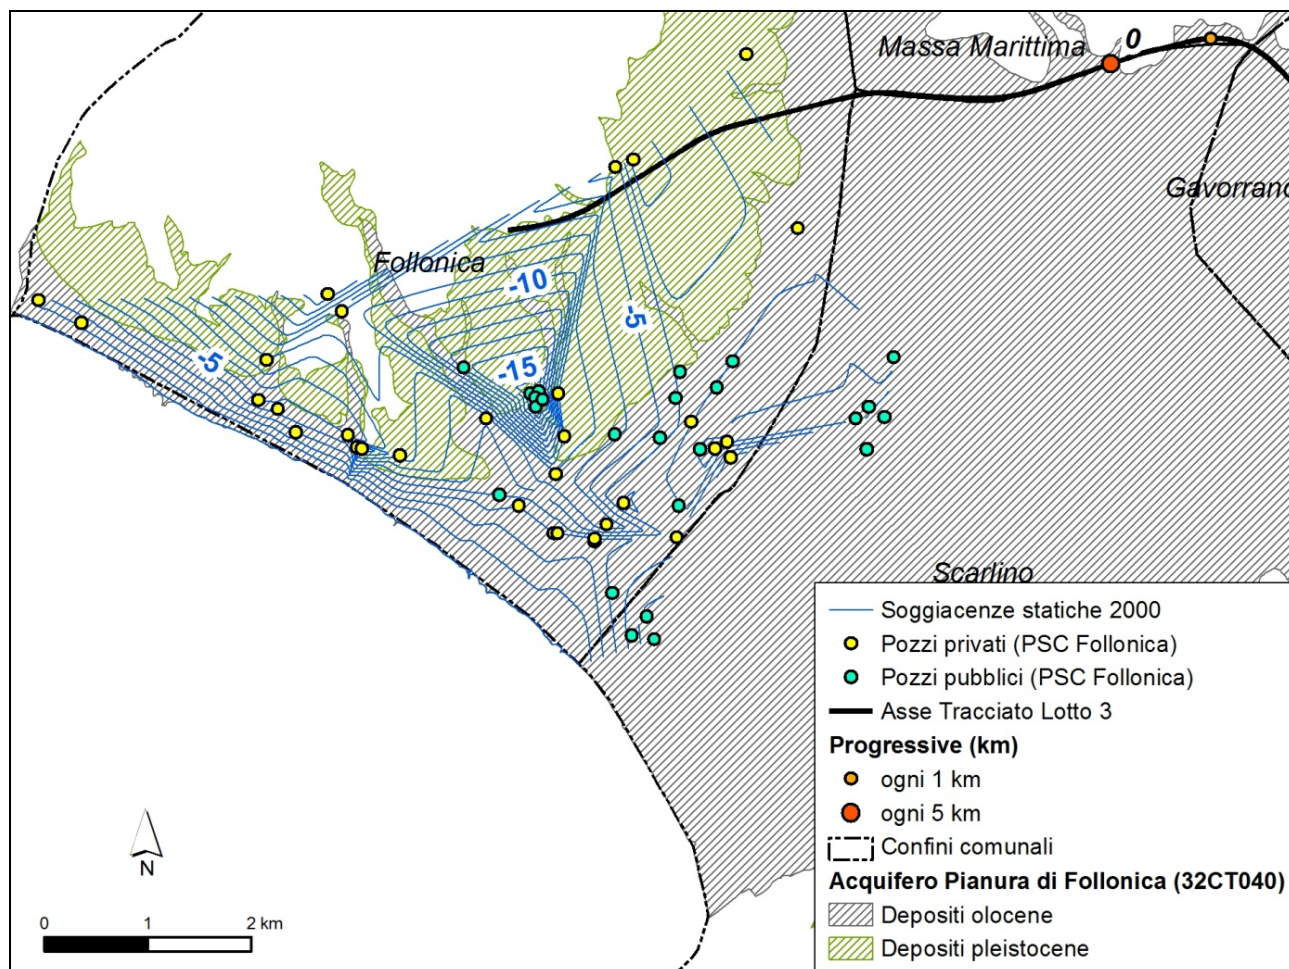 Massa Marittima
0
Gavorrano
Follonica
-10
-5
-5
-15
Scarlino
Soggiacenze statiche 2000
Pozzi privati (PSC Follonica)
Pozzi pubblici (PSC Follonica)
Asse Tracciato Lotto 3
Progressive (km)
ogni 1 km
ogni 5 km
Confini comunali
Acquifero Pianura di Follonica (32CT040)
Depositi olocene
Depositi pleistocene
N
0 1 2 km